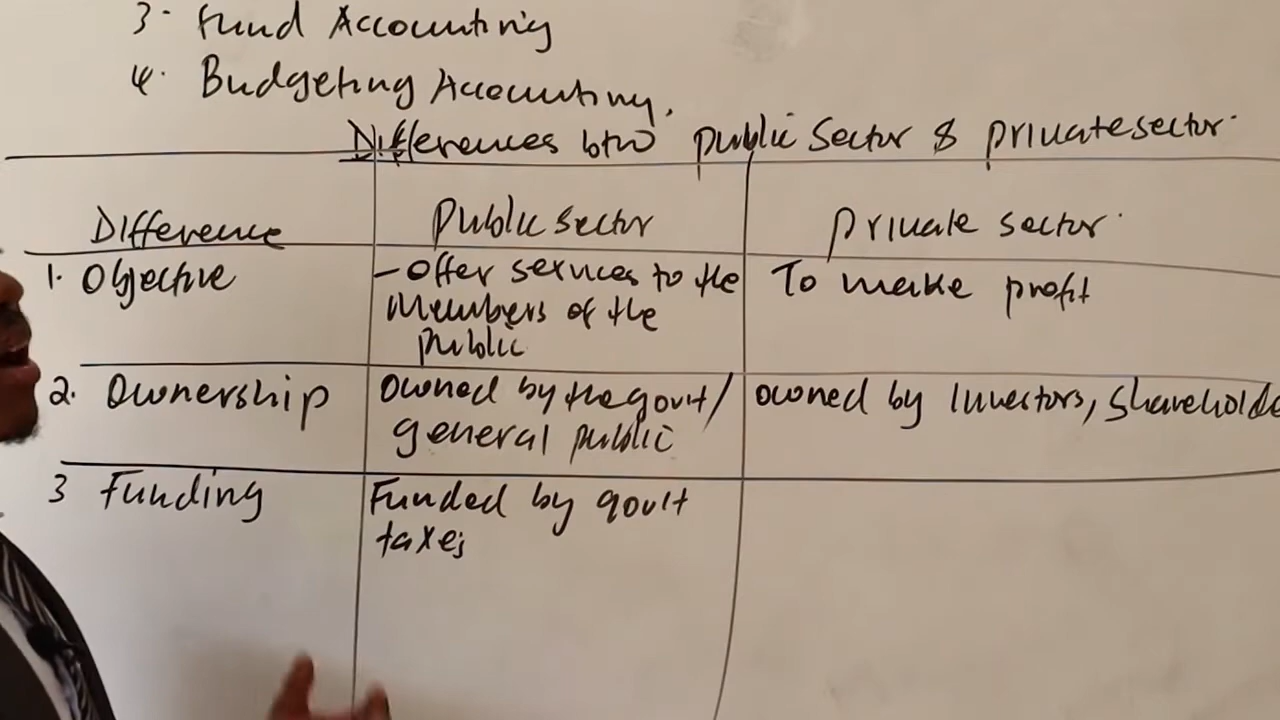 3. Fund Accounting
4. Budgeting Accounting.
Differences btw public Sector & private sector.
Difference
Public sector
Private sector.
1. Objective
- Offer services to the
Members of the
Public
To make profit
2. Ownership
Owned by the govt/
general public
owned by Investors, Shareholde
3 Funding
Funded by govt
taxes